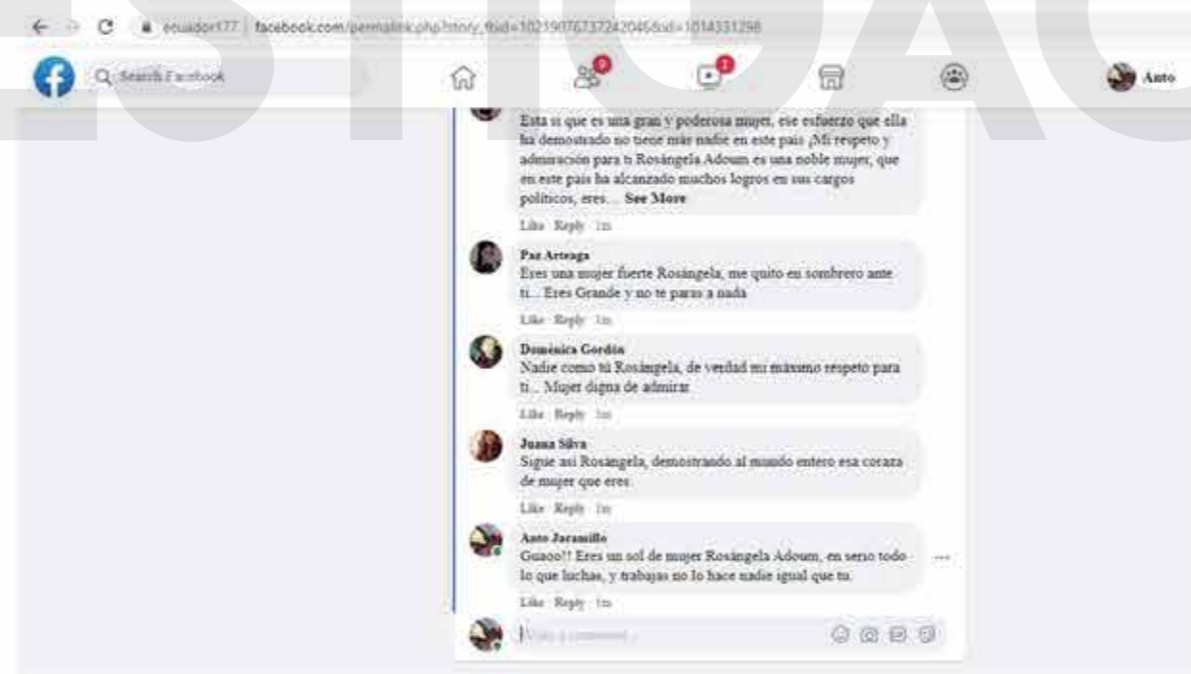 ESTIGAC
ecuador177 facebook.com/permalink.php?story_fbid=
Search Facebook
9
Anto
Esta si que es una gran y poderosa mujer, ese esfuerzo que ella
ha demostrado no tiene más nadie en este pais ¡Mi respeto y
admiración para ti Rosángela Adoum es una noble mujer, que
en este pais ha alcanzado muchos logros en sus cargos
políticos, eres... See More
Like Reply 1m
Paz Arteaga
Eres una mujer fuerte Rosángela, me quito en sombrero ante
ti... Eres Grande y no te paras a nada
Like Reply 1m
Doménica Gordón
Nadie como tú Rosángela, de verdad mi máximo respeto para
ti... Mujer digna de admirar
Like Reply 1m
Juana Silva
Sigue así Rosángela, demostrando al mundo entero esa coraza
de mujer que eres.
Like Reply 1m
Anto Jaramillo
Guaoo!! Eres un sol de mujer Rosángela Adoum, en serio todo
lo que luchas, y trabajas no lo hace nadie igual que tu.
Like Reply 1m
Write a comment...